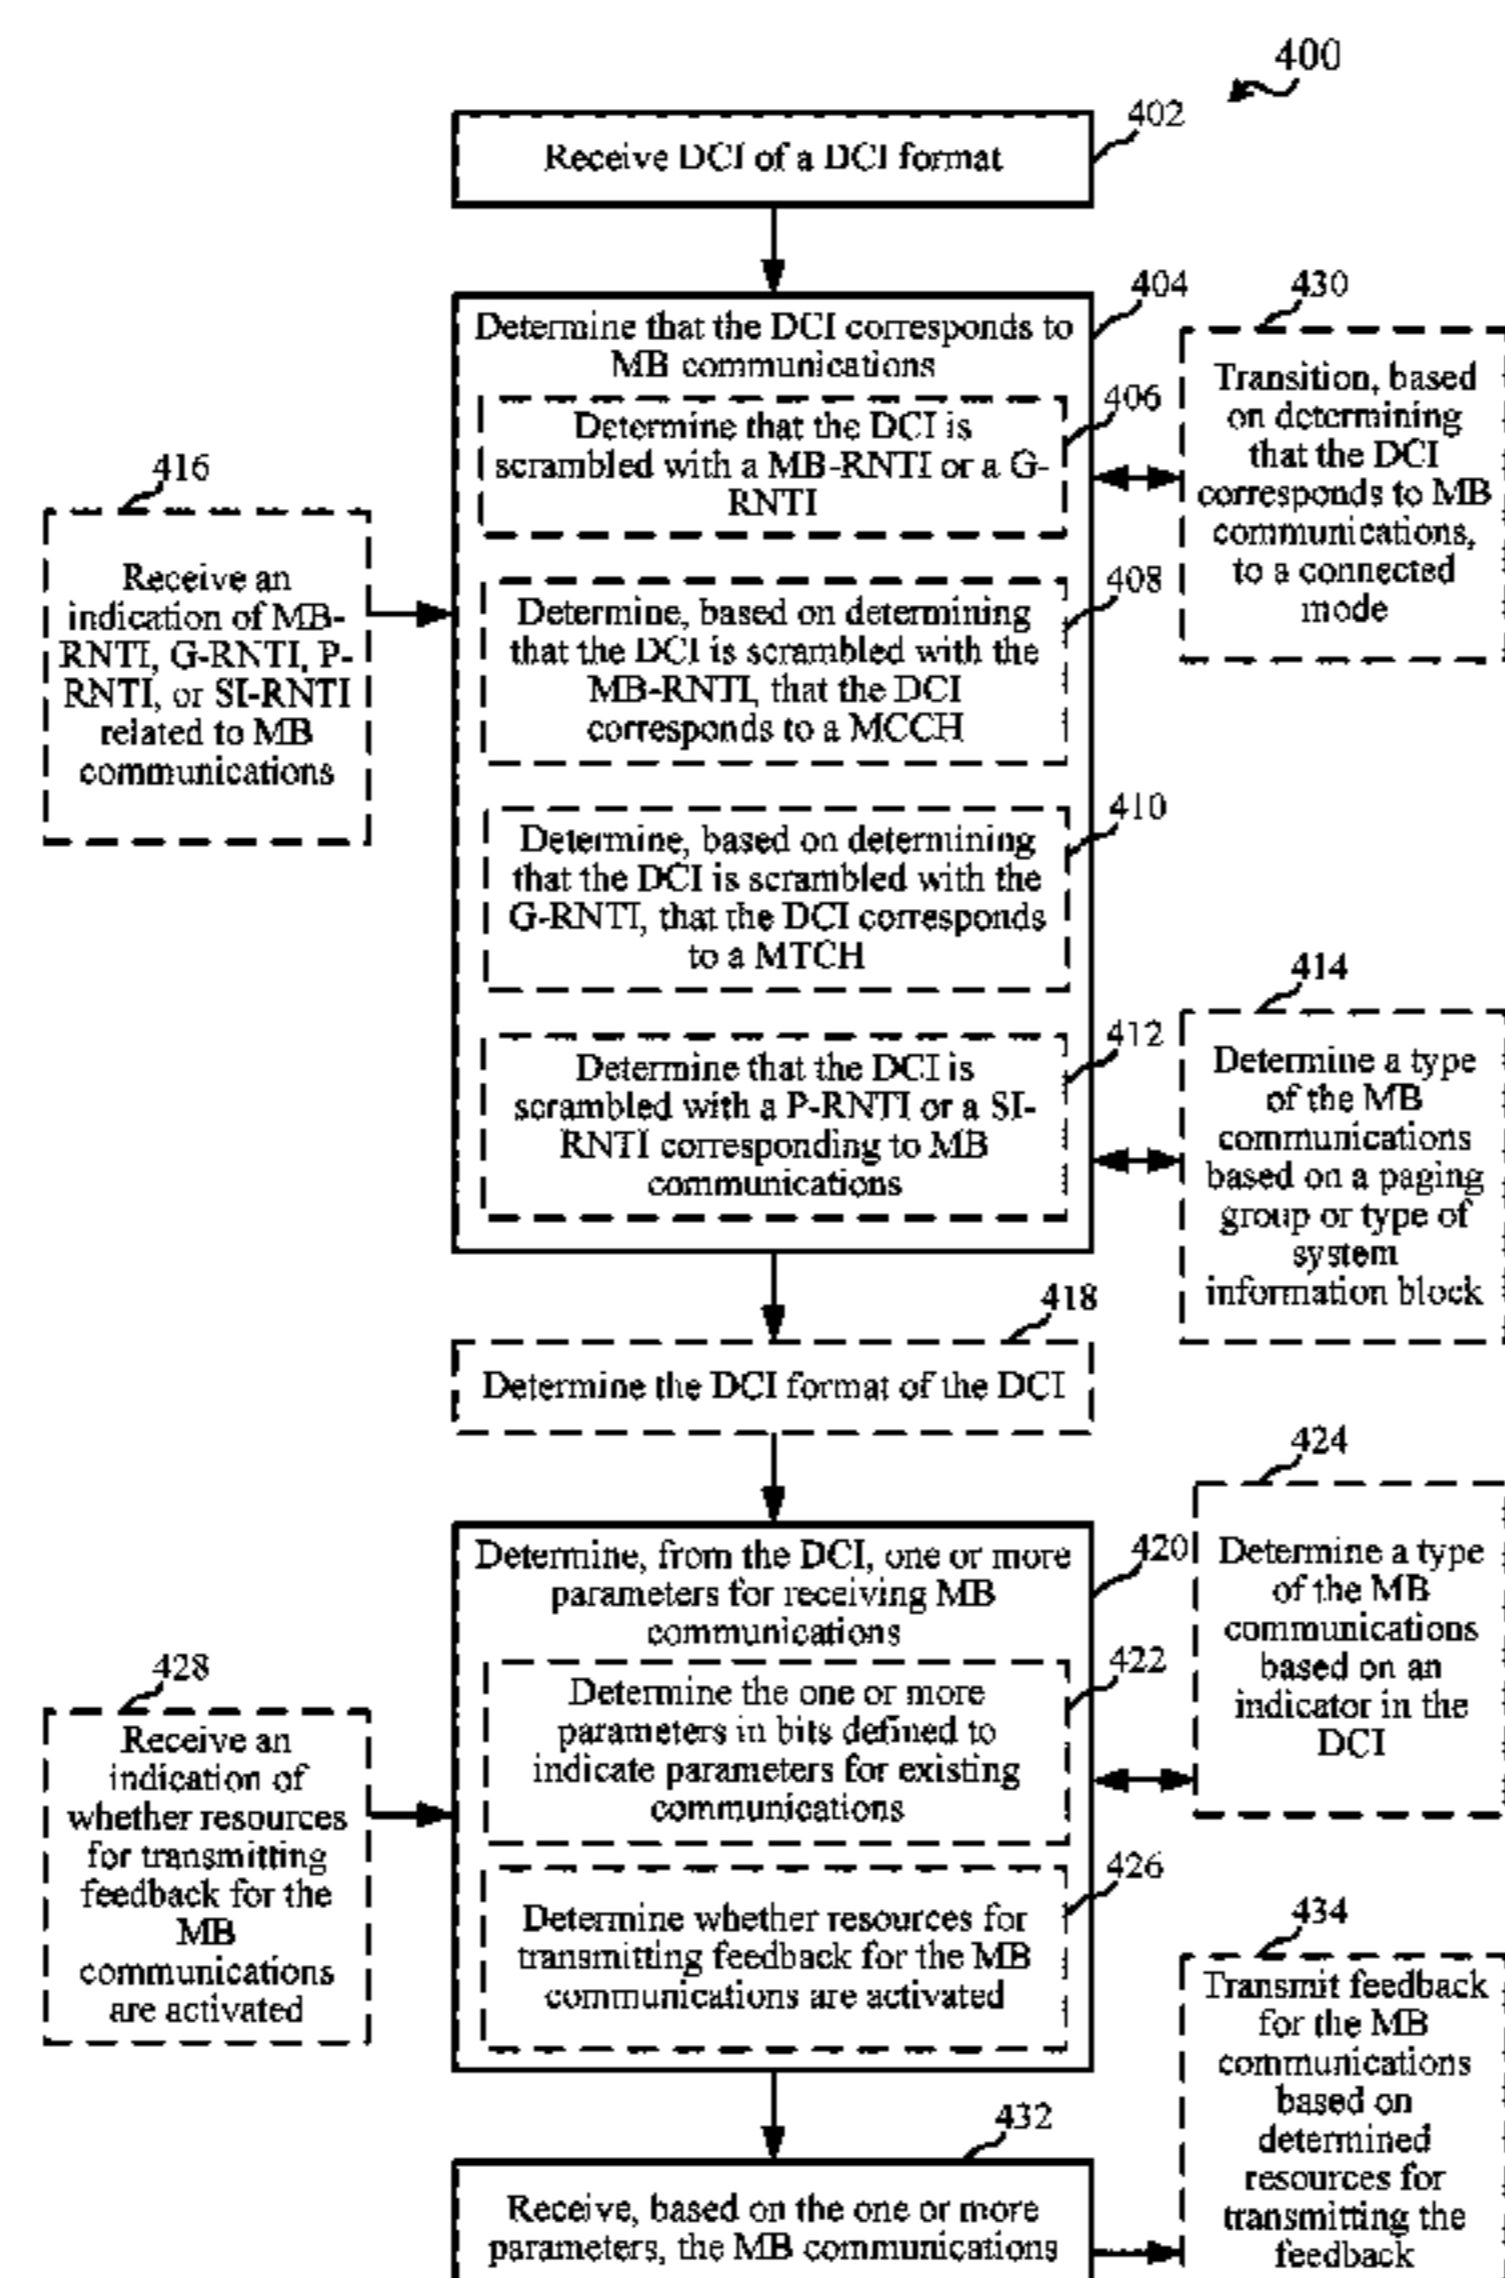 400
402
Receive DCI of a DCI format
404
Determine that the DCI corresponds to
MB communications
406
Determine that the DCI is
scrambled with a MB-RNTI or a G-
RNTI
408
Determine, based on determining
that the DCI is scrambled with the
MB-RNTI, that the DCI
corresponds to a MCCH
410
Determine, based on determining
that the DCI is scrambled with the
G-RNTI, that the DCI corresponds
to a MTCH
412
Determine that the DCI is
scrambled with a P-RNTI or a SI-
RNTI corresponding to MB
communications
416
Receive an
indication of MB-
RNTI, G-RNTI, P-
RNTI, or SI-RNTI
related to MB
communications
430
Transition, based
on determining
that the DCI
corresponds to MB
communications,
to a connected
mode
414
Determine a type
of the MB
communications
based on a paging
group or type of
system
information block
418
Determine the DCI format of the DCI
420
Determine, from the DCI, one or more
parameters for receiving MB
communications
422
Determine the one or more
parameters in bits defined to
indicate parameters for existing
communications
426
Determine whether resources for
transmitting feedback for the MB
communications are activated
424
Determine a type
of the MB
communications
based on an
indicator in the
DCI
428
Receive an
indication of
whether resources
for transmitting
feedback for the
MB
communications
are activated
432
Receive, based on the one or more
parameters, the MB communications
434
Transmit feedback
for the MB
communications
based on
determined
resources for
transmitting the
feedback